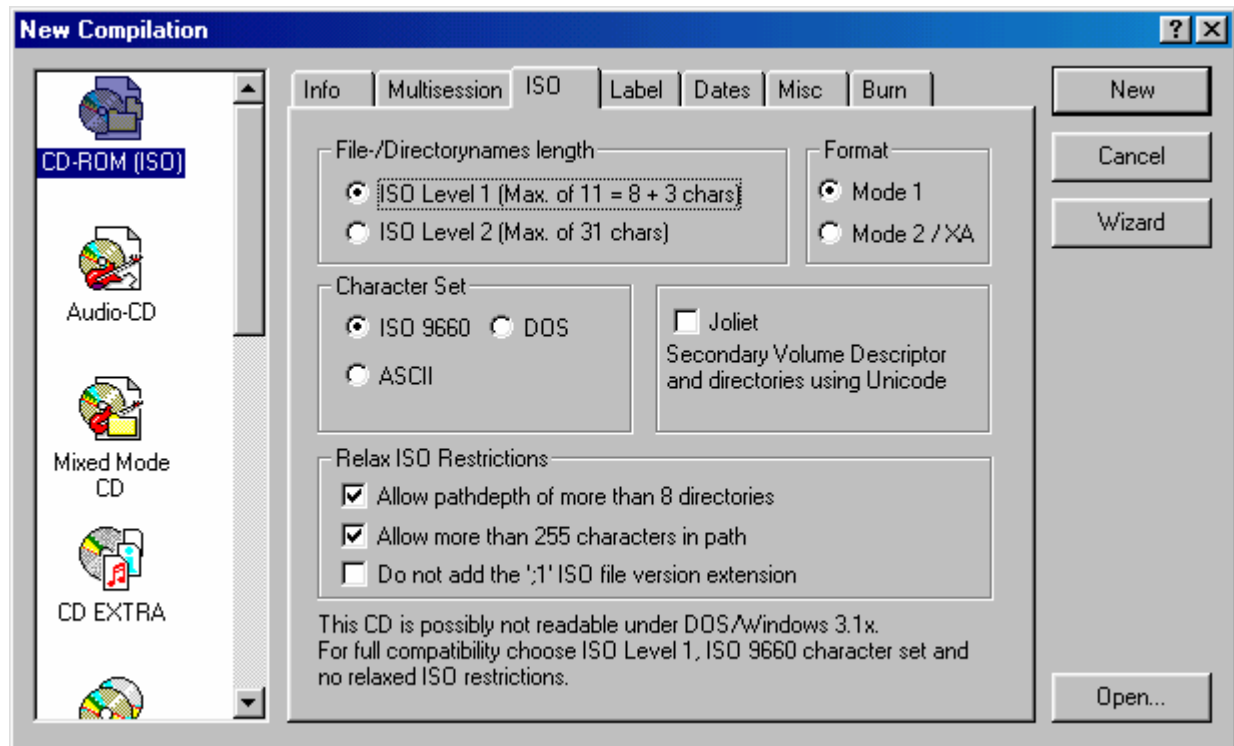 New Compilation
CD-ROM (ISO)
Audio-CD
Mixed Mode
CD
CD EXTRA
Info
Multisession
ISO
Label
Dates
Misc
Burn
File-/Directorynames length
ISO Level 1 (Max. of 11 = 8 + 3 chars)
ISO Level 2 (Max. of 31 chars)
Format
Mode 1
Mode 2 / XA
Character Set
ISO 9660
DOS
ASCII
Joliet
Secondary Volume Descriptor
and directories using Unicode
Relax ISO Restrictions
Allow pathdepth of more than 8 directories
Allow more than 255 characters in path
Do not add the ';1' ISO file version extension
This CD is possibly not readable under DOS/Windows 3.1x.
For full compatibility choose ISO Level 1, ISO 9660 character set and
no relaxed ISO restrictions.
New
Cancel
Wizard
Open...